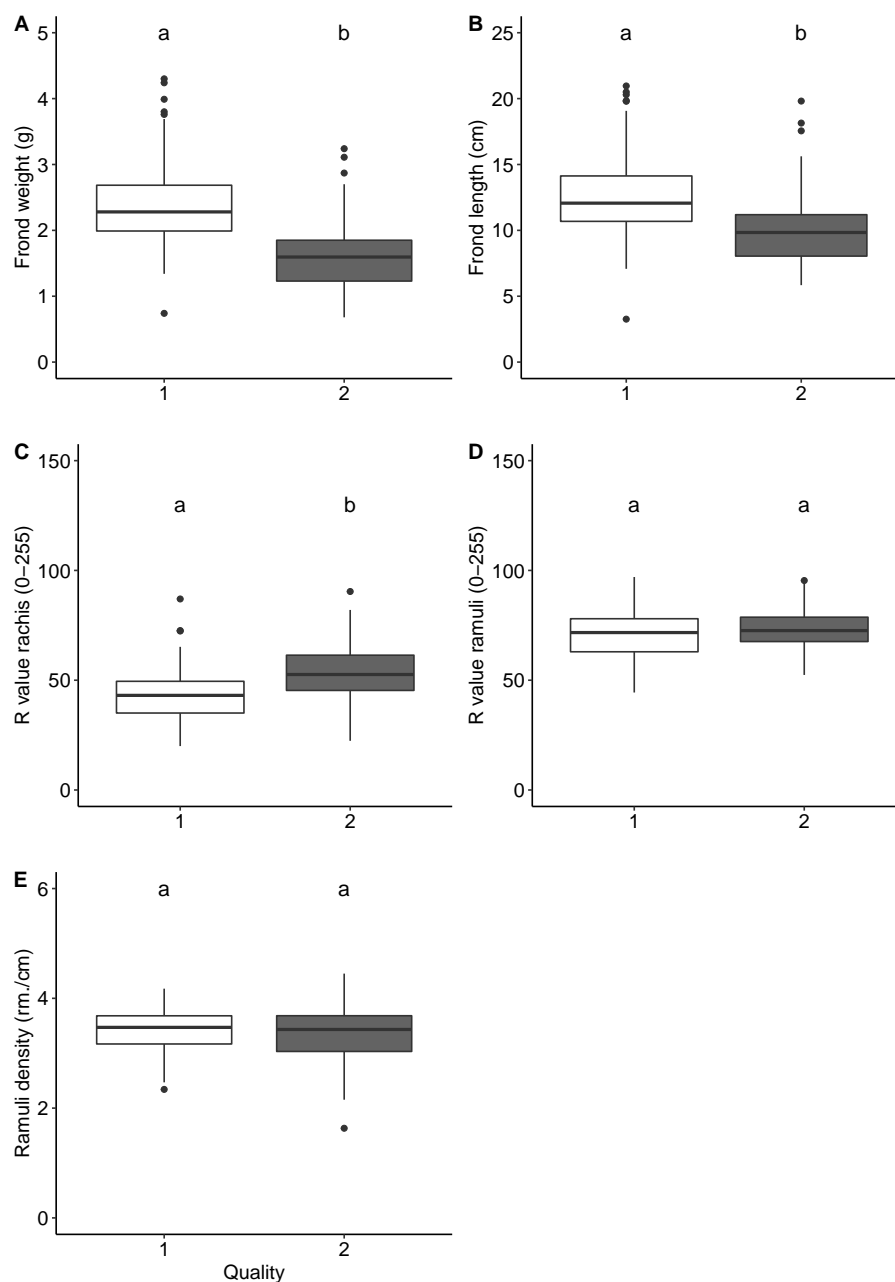 A
a b
5
4
3
2
1
0
Frond weight (g)
1 2
B
a b
25
20
15
10
5
0
Frond length (cm)
1 2
C
a b
150
100
50
0
R value rachis (0−255)
1 2
D
a a
150
100
50
0
R value ramuli (0−255)
1 2
E
a a
6
4
2
0
Ramuli density (rm./cm)
1 2
Quality